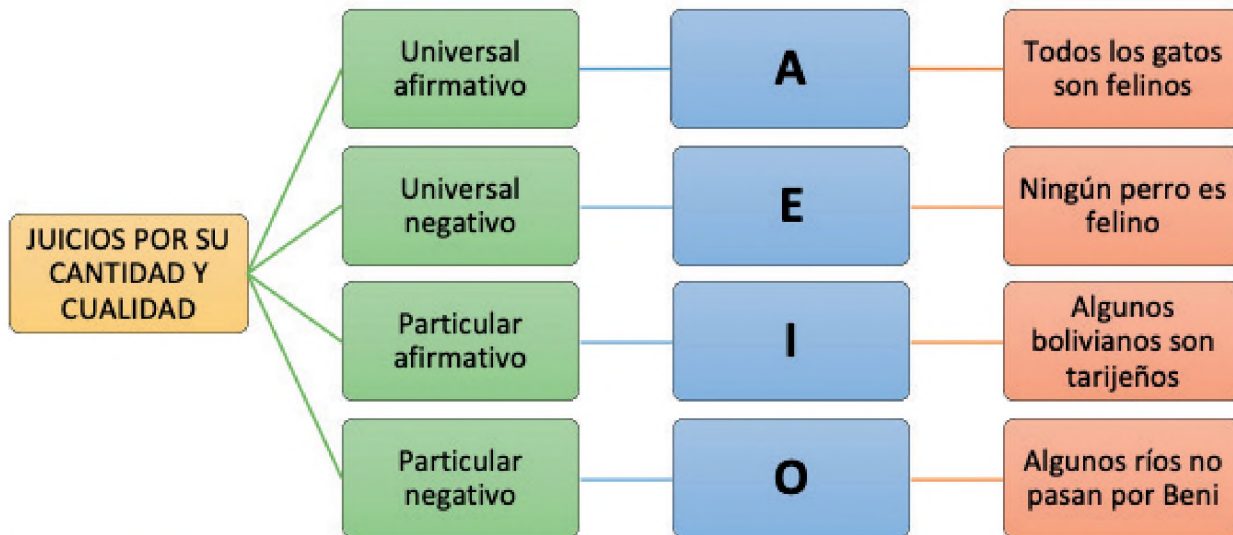 JUICIOS POR SU
CANTIDAD Y
CUALIDAD
Universal
afirmativo
A
Todos los gatos
son felinos
Universal
negativo
E
Ningún perro es
felino
Particular
afirmativo
I
Algunos
bolivianos son
tarijeños
Particular
negativo
O
Algunos ríos no
pasan por Beni